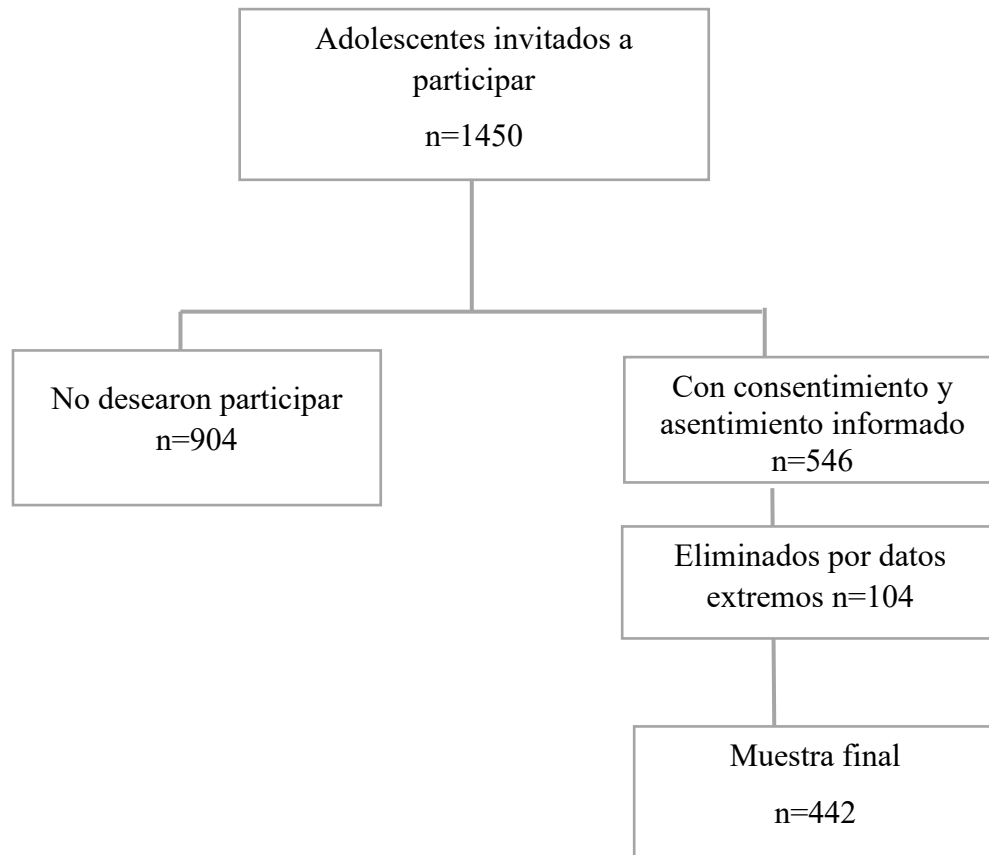 Adolescentes invitados a
participar
n=1450
No desearon participar
n=904
Con consentimiento y
asentimiento informado
n=546
Eliminados por datos
extremos n=104
Muestra final
n=442